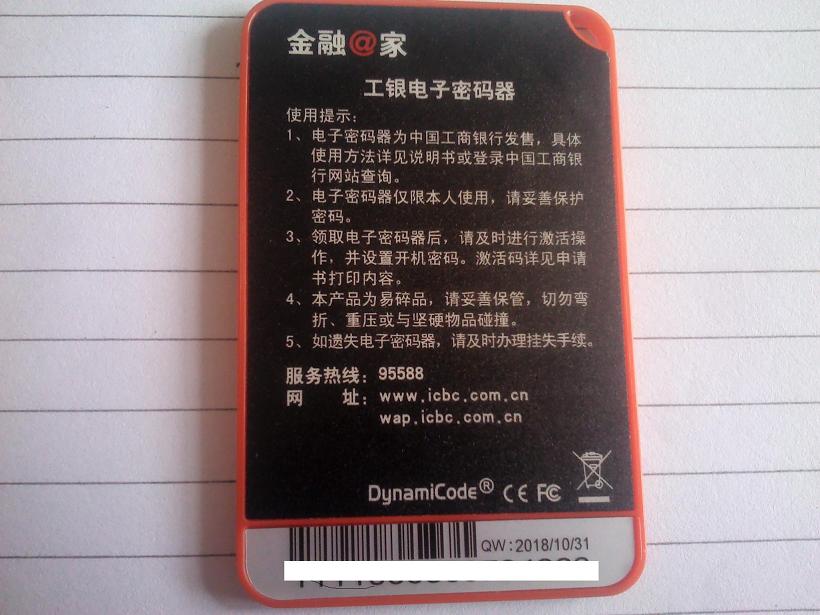 金融@家
工银电子密码器
使用提示：
1、电子密码器为中国工商银行发售，具体
使用方法详见说明书或登录中国工商银
行网站查询。
2、电子密码器仅限本人使用，请妥善保护
密码。
3、领取电子密码器后，请及时进行激活操
作，并设置开机密码。激活码详见申请
书打印内容。
4、本产品为易碎品，请妥善保管，切勿弯
折、重压或与坚硬物品碰撞。
5、如遗失电子密码器，请及时办理挂失手续。
服务热线：95588
网　　址：www.icbc.com.cn
wap.icbc.com.cn
DynamiCode® CE FC
QW:2018/10/31